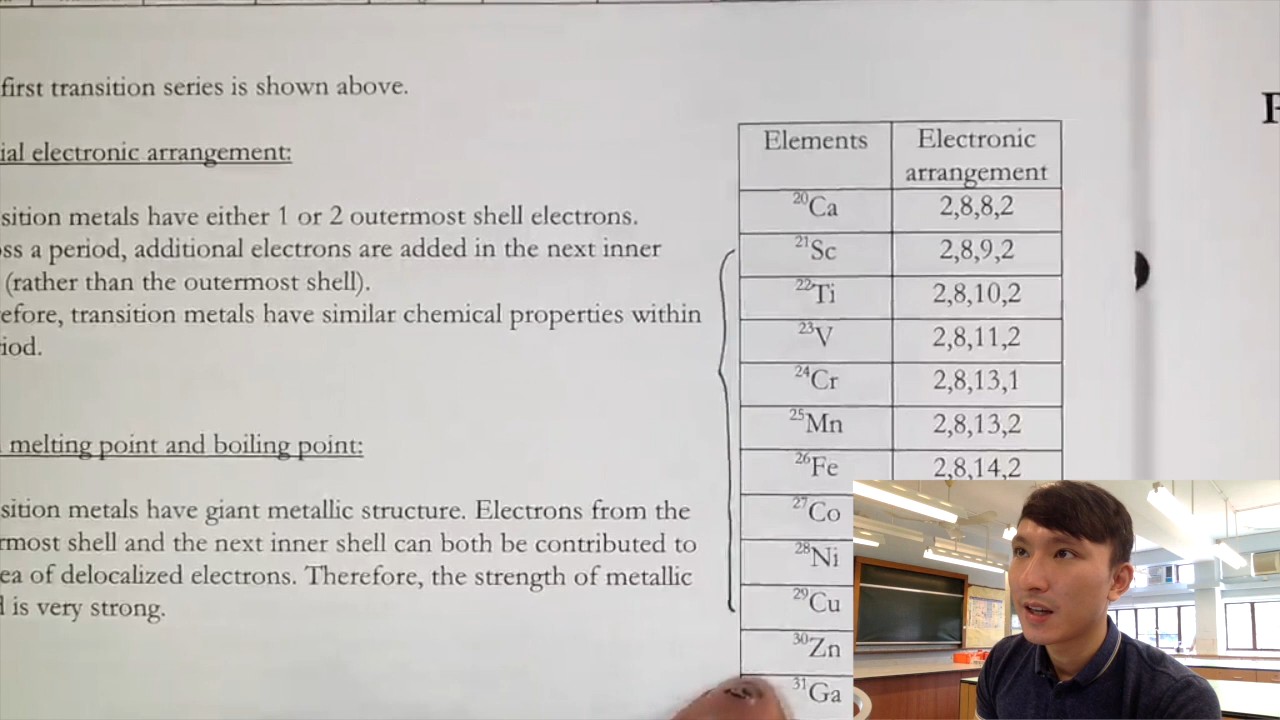 first transition series is shown above.
ial electronic arrangement:
sition metals have either 1 or 2 outermost shell electrons.
ss a period, additional electrons are added in the next inner
(rather than the outermost shell).
efore, transition metals have similar chemical properties within
iod.
melting point and boiling point:
sition metals have giant metallic structure. Electrons from the
rmost shell and the next inner shell can both be contributed to
ea of delocalized electrons. Therefore, the strength of metallic
is very strong.
Elements Electronic arrangement
²⁰Ca 2,8,8,2
²¹Sc 2,8,9,2
²²Ti 2,8,10,2
²³V 2,8,11,2
²⁴Cr 2,8,13,1
²⁵Mn 2,8,13,2
²⁶Fe 2,8,14,2
²⁷Co
²⁸Ni
²⁹Cu
³⁰Zn
³¹Ga